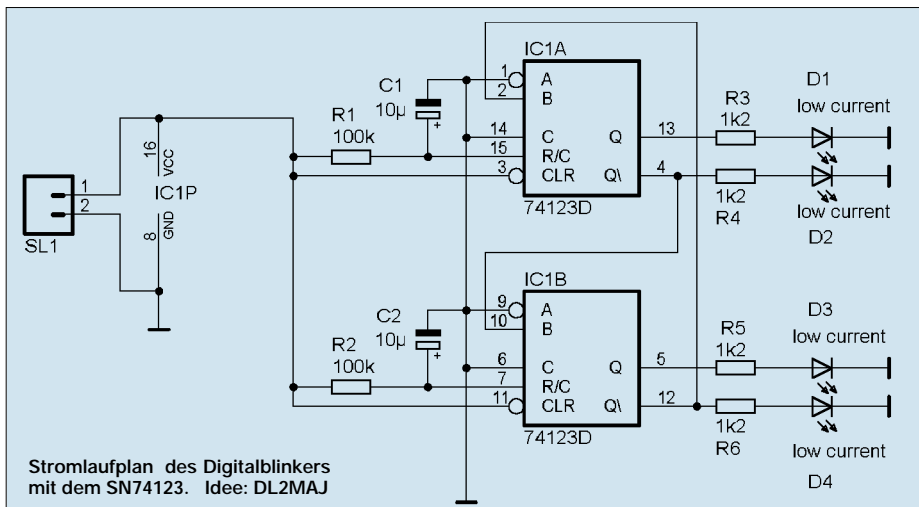 IC1A
1
A
2
B
14
C
Q
13
15
R/C
3
CLR
Q\
4
74123D
C1
10µ
+
R1
100k
R3
1k2
D1
low current
R4
1k2
low current
D2
16
VCC
IC1P
8
GND
1
2
SL1
IC1B
9
A
10
B
6
C
Q
5
7
R/C
11
CLR
Q\
12
74123D
C2
10µ
+
R2
100k
R5
1k2
D3
low current
1k2
R6
low current
D4
Stromlaufplan des Digitalblinkers
mit dem SN74123. Idee: DL2MAJ